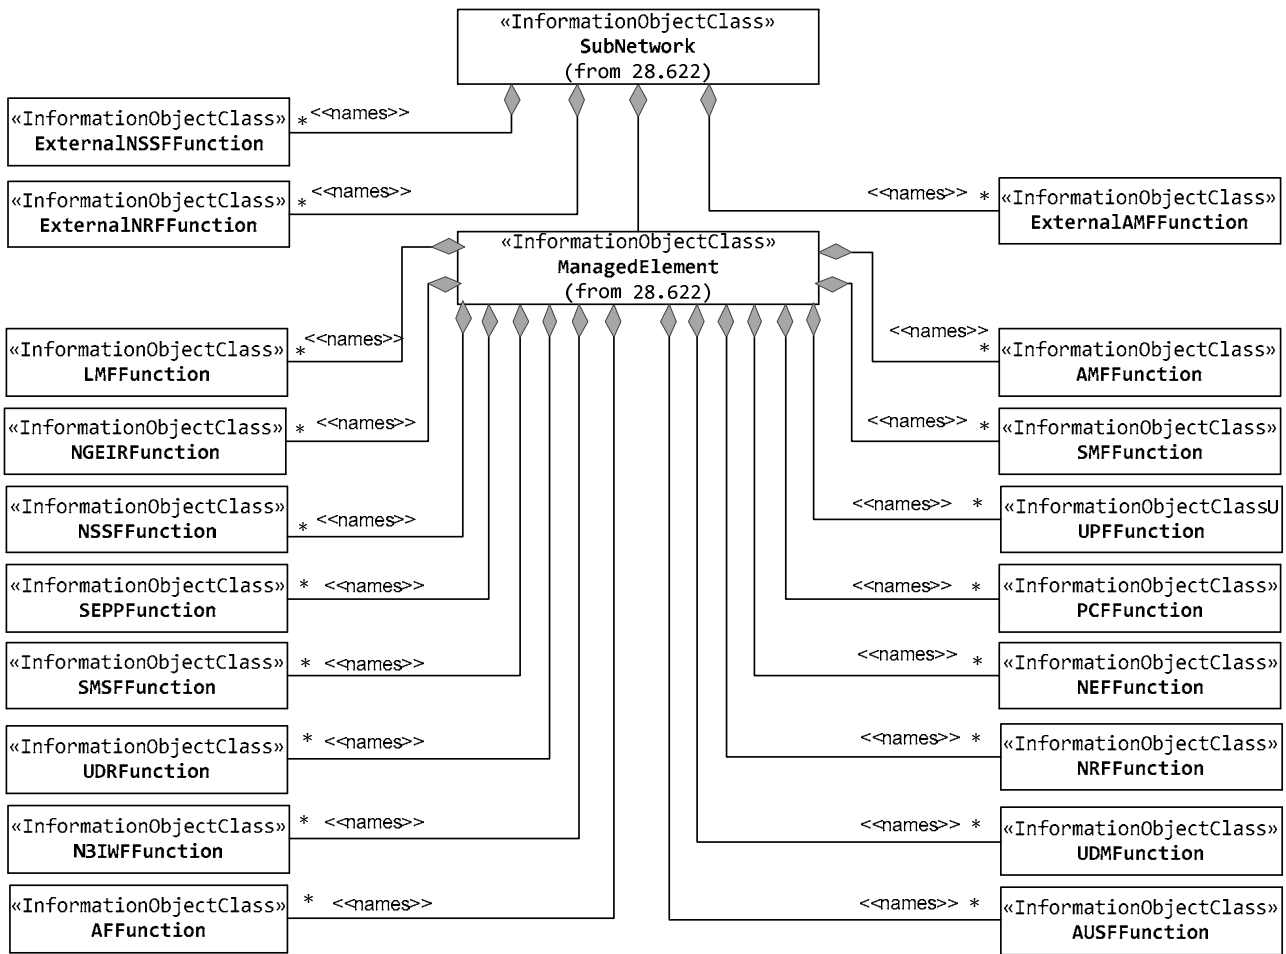 «InformationObjectClass»
SubNetwork
(from 28.622)
«InformationObjectClass»
ExternalNSSFFunction
* <<names>>
«InformationObjectClass»
ExternalNRFFunction
* <<names>>
<<names>> *
«InformationObjectClass»
ExternalAMFFunction
«InformationObjectClass»
ManagedElement
(from 28.622)
«InformationObjectClass»
LMFFunction
* <<names>>
<<names>>
*
«InformationObjectClass»
AMFFunction
«InformationObjectClass»
NGEIRFunction
* <<names>>
<<names>> *
«InformationObjectClass»
SMFFunction
«InformationObjectClass»
NSSFFunction
* <<names>>
<<names>> *
«InformationObjectClassU
UPFFunction
«InformationObjectClass»
SEPPFunction
* <<names>>
<<names>> *
«InformationObjectClass»
PCFFunction
«InformationObjectClass»
SMSFFunction
* <<names>>
<<names>> *
«InformationObjectClass»
NEFFunction
«InformationObjectClass»
UDRFunction
* <<names>>
<<names>> *
«InformationObjectClass»
NRFFunction
«InformationObjectClass»
N3IWFFunction
* <<names>>
<<names>> *
«InformationObjectClass»
UDMFunction
«InformationObjectClass»
AFFunction
* <<names>>
<<names>> *
«InformationObjectClass»
AUSFFunction